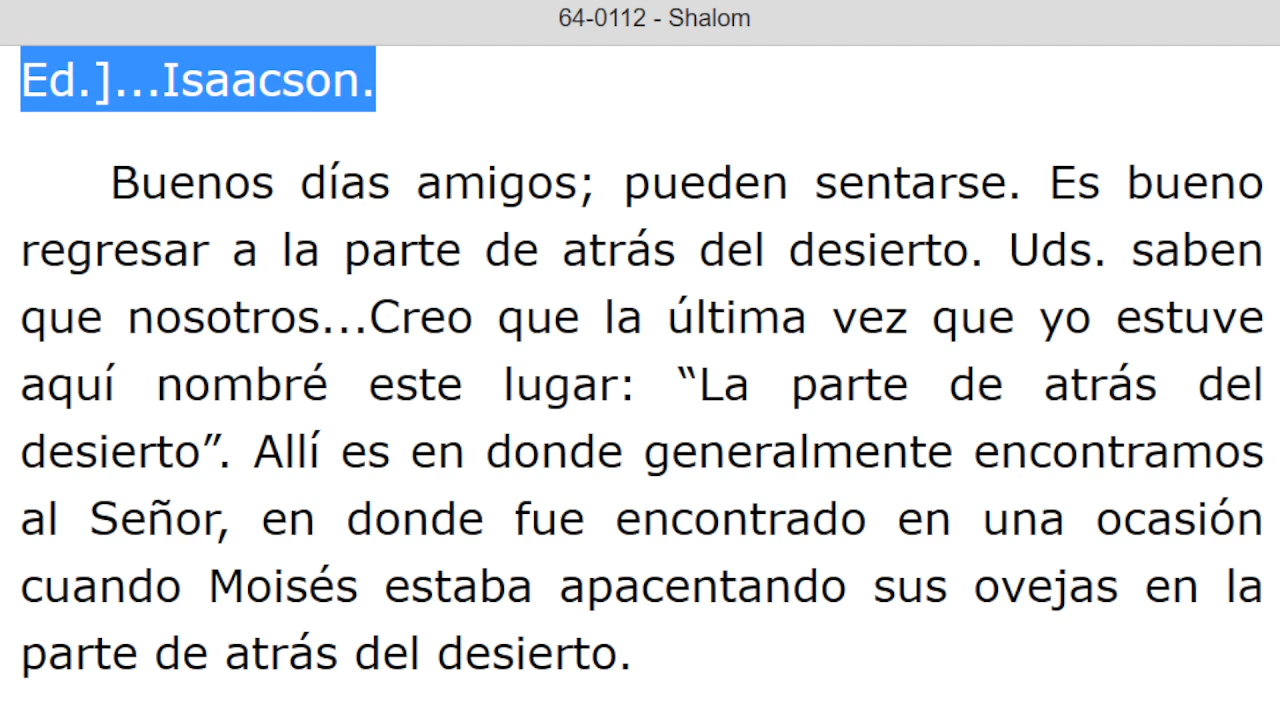 64-0112 - Shalom
Ed.]...Isaacson.
Buenos días amigos; pueden sentarse. Es bueno
regresar a la parte de atrás del desierto. Uds. saben
que nosotros...Creo que la última vez que yo estuve
aquí nombré este lugar: “La parte de atrás del
desierto”. Allí es en donde generalmente encontramos
al Señor, en donde fue encontrado en una ocasión
cuando Moisés estaba apacentando sus ovejas en la
parte de atrás del desierto.